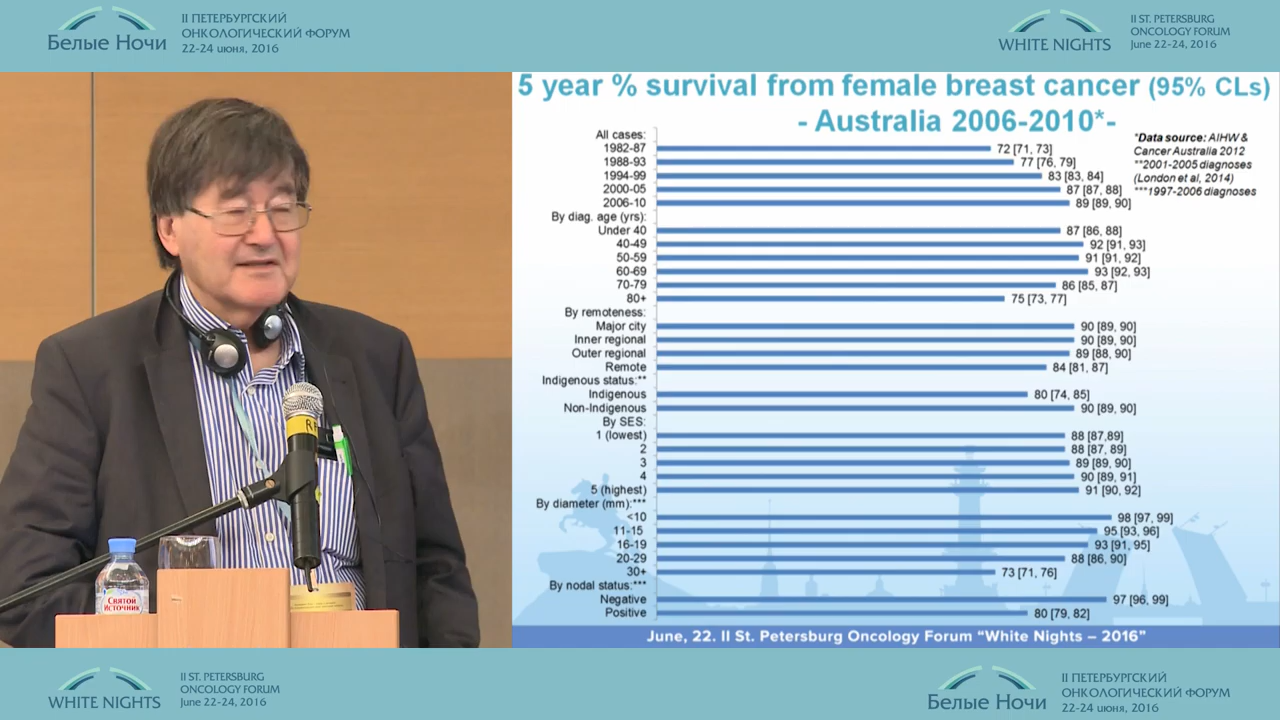 II ПЕТЕРБУРГСКИЙ
ОНКОЛОГИЧЕСКИЙ ФОРУМ
Белые Ночи
22-24 июня, 2016
II ST. PETERSBURG
ONCOLOGY FORUM
WHITE NIGHTS
June 22-24, 2016
5 year % survival from female breast cancer (95% CLs)
- Australia 2006-2010*-
*Data source: AIHW &
Cancer Australia 2012
**2001-2005 diagnoses
(London et al, 2014)
***1997-2006 diagnoses
All cases:
1982-87 72 [71, 73]
1988-93 77 [76, 79]
1994-99 83 [83, 84]
2000-05 87 [87, 88]
2006-10 89 [89, 90]
By diag. age (yrs):
Under 40 87 [86, 88]
40-49 92 [91, 93]
50-59 91 [91, 92]
60-69 93 [92, 93]
70-79 86 [85, 87]
80+ 75 [73, 77]
By remoteness:
Major city 90 [89, 90]
Inner regional 90 [89, 90]
Outer regional 89 [88, 90]
Remote 84 [81, 87]
Indigenous status:**
Indigenous 80 [74, 85]
Non-Indigenous 90 [89, 90]
By SES:
1 (lowest) 88 [87,89]
2 88 [87, 89]
3 89 [89, 90]
4 90 [89, 91]
5 (highest) 91 [90, 92]
By diameter (mm):***
<10 98 [97, 99]
11-15 95 [93, 96]
16-19 93 [91, 95]
20-29 88 [86, 90]
30+ 73 [71, 76]
By nodal status:***
Negative 97 [96, 99]
Positive 80 [79, 82]
June, 22. II St. Petersburg Oncology Forum “White Nights – 2016”
СВЯТОЙ
ИСТОЧНИК
II ST. PETERSBURG
ONCOLOGY FORUM
WHITE NIGHTS
June 22-24, 2016
II ПЕТЕРБУРГСКИЙ
ОНКОЛОГИЧЕСКИЙ ФОРУМ
Белые Ночи
22-24 июня, 2016